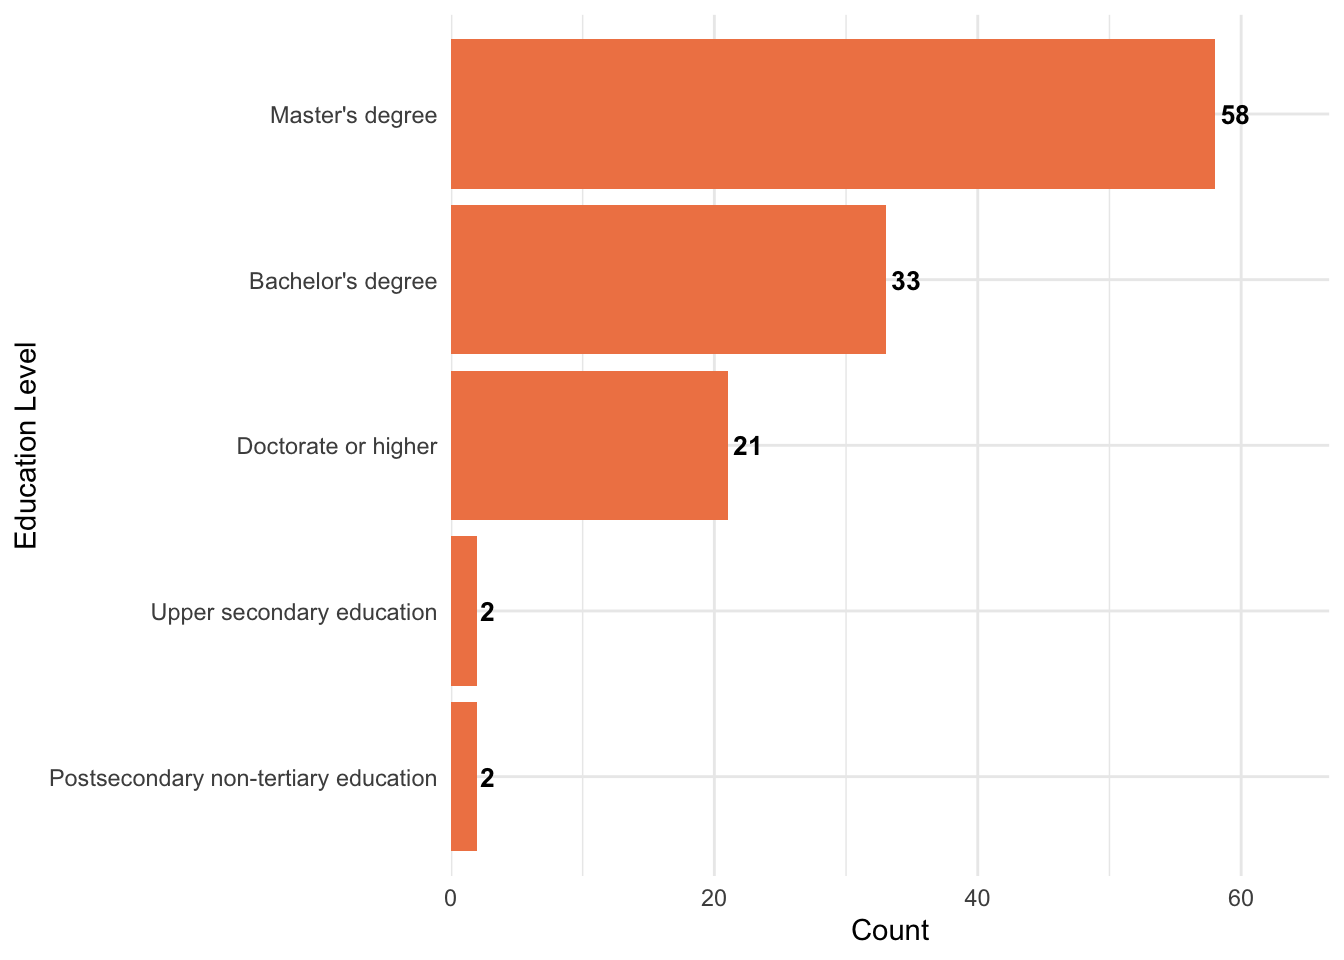 Master's degree
58
Bachelor's degree
33
Doctorate or higher
21
Upper secondary education
2
Postsecondary non-tertiary education
2
Education Level
0 20 40 60
Count